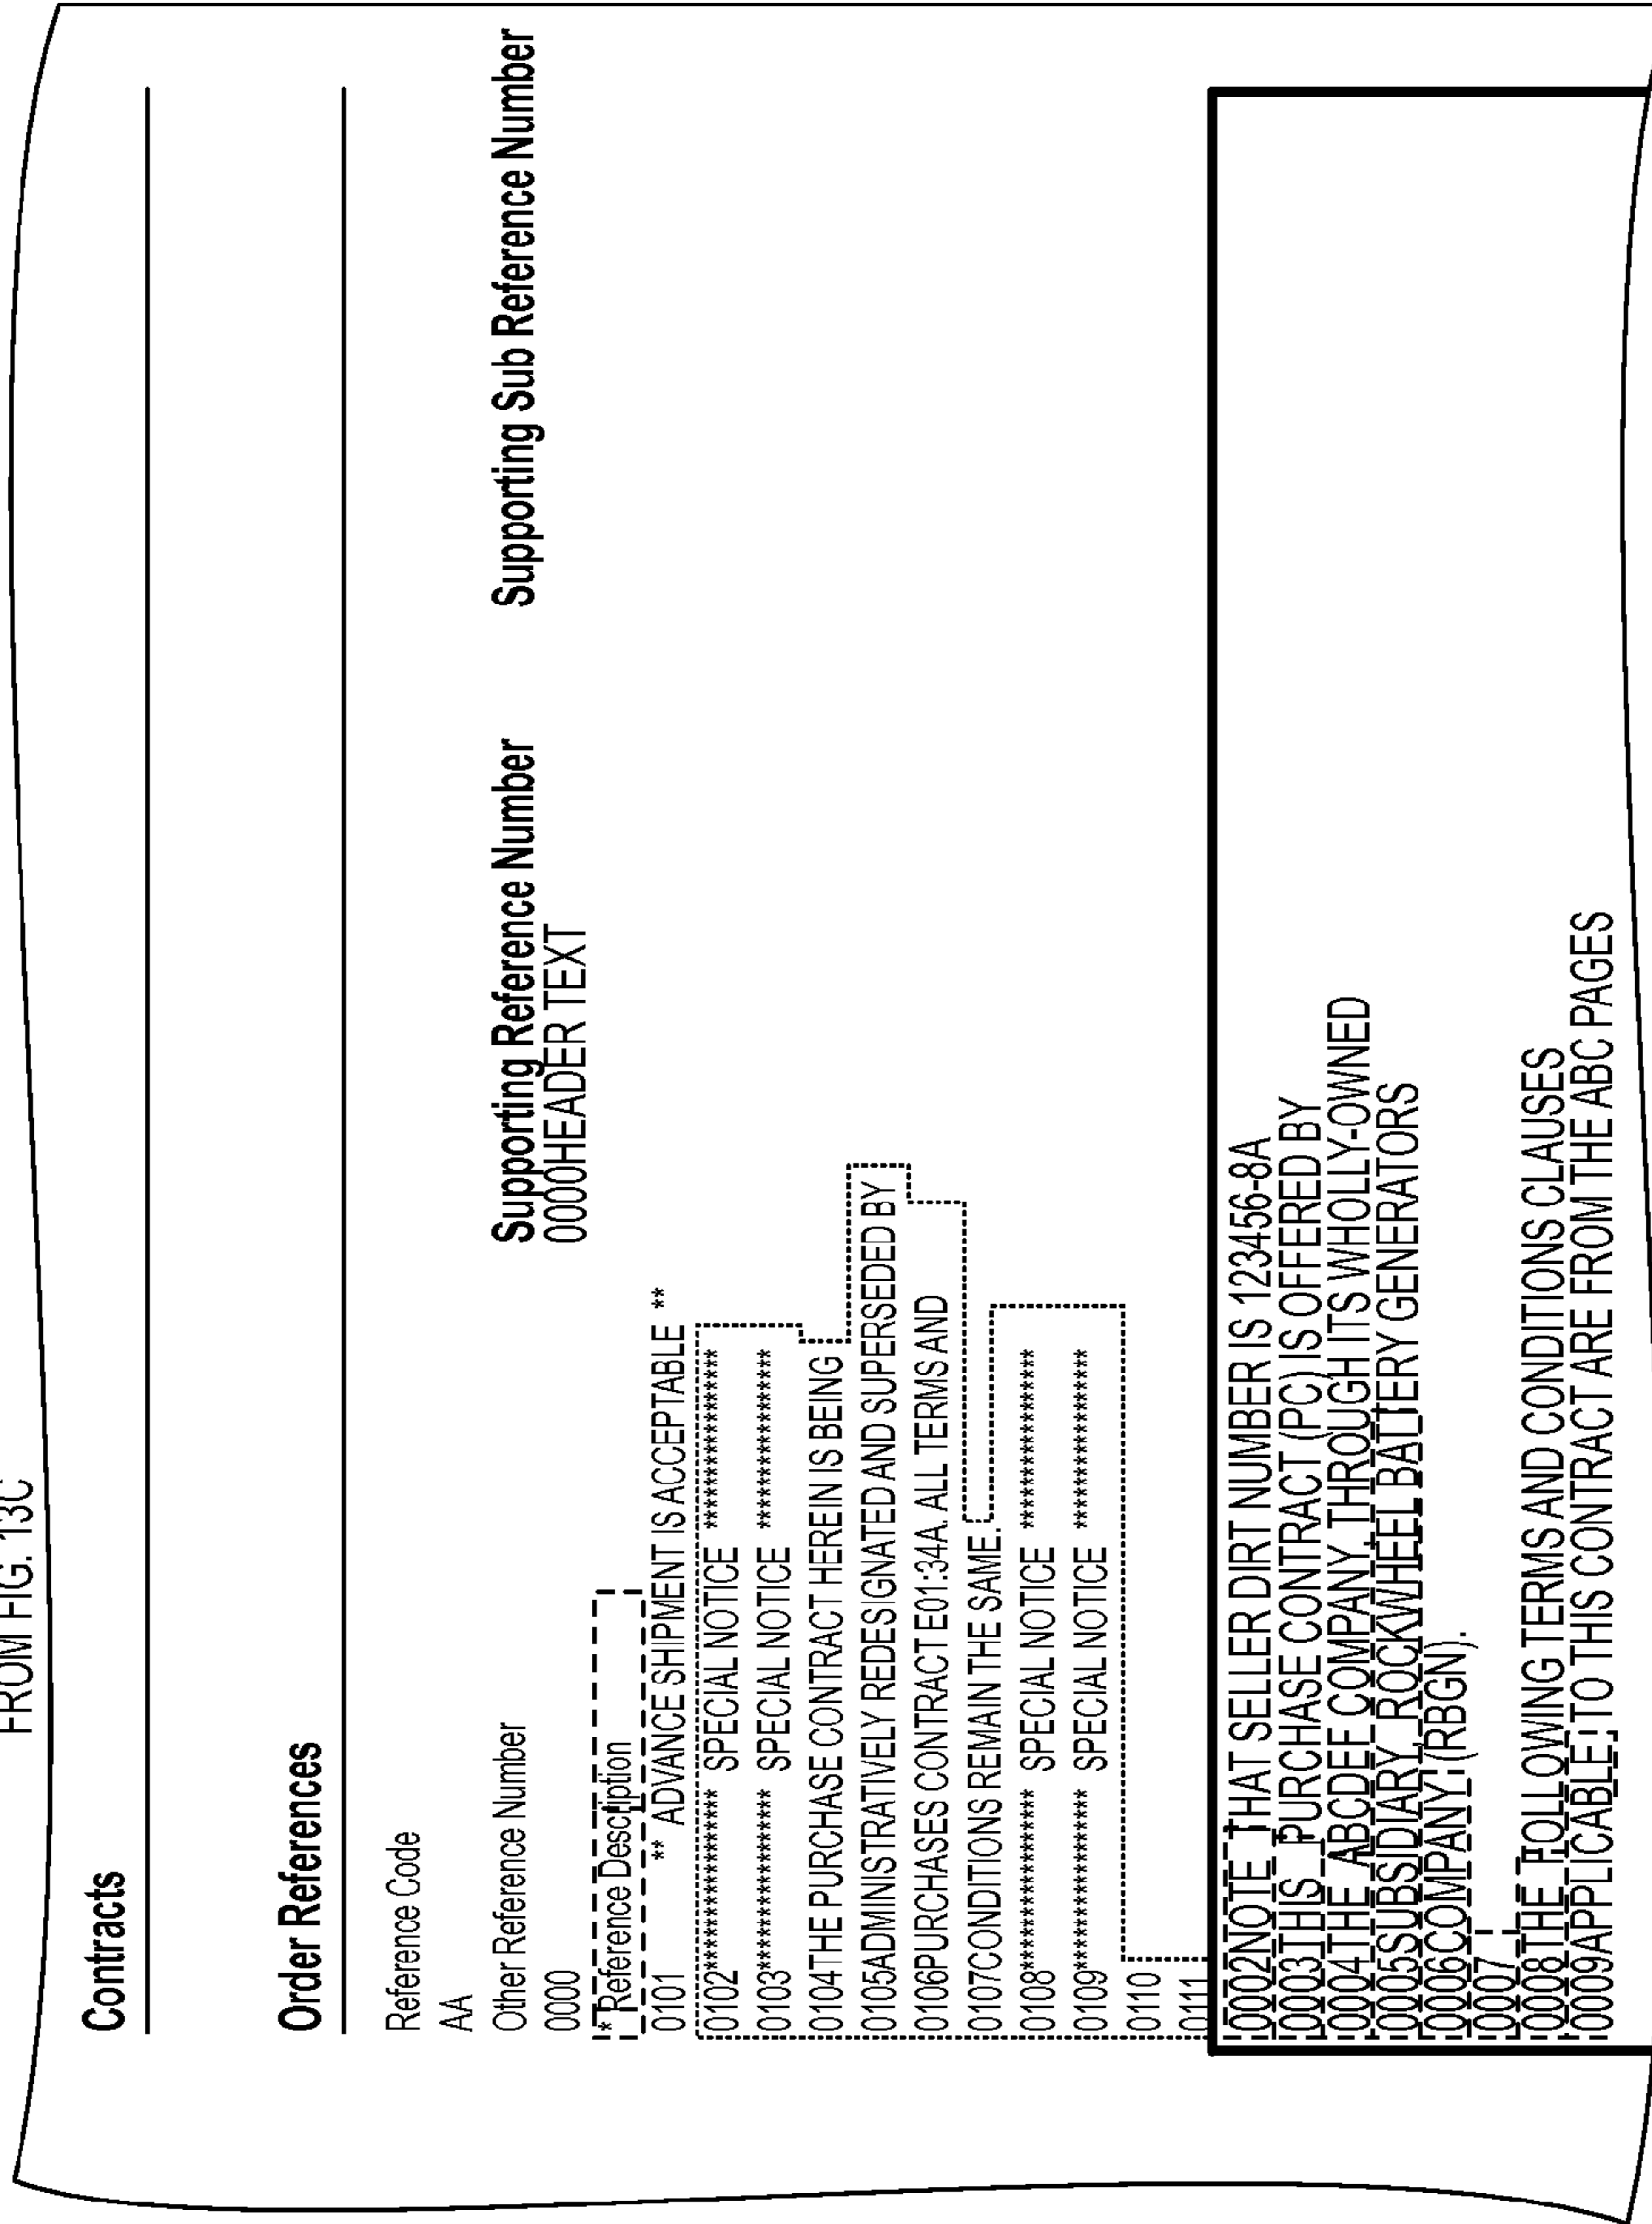 FROM FIG. 13C
Contracts
Order References
Reference Code
AA
Other Reference Number Supporting Reference Number Supporting Sub Reference Number
0000 0000HEADER TEXT
* Reference Description
0101 ** ADVANCE SHIPMENT IS ACCEPTABLE **
0102****************** SPECIAL NOTICE ******************
0103****************** SPECIAL NOTICE ******************
0104THE PURCHASE CONTRACT HEREIN IS BEING
0105ADMINISTRATIVELY REDESIGNATED AND SUPERSEDED BY
0106PURCHASES CONTRACT E01:34A. ALL TERMS AND
0107CONDITIONS REMAIN THE SAME.
0108****************** SPECIAL NOTICE ******************
0109****************** SPECIAL NOTICE ******************
0110
0111
0002NOTE THAT SELLER DIRT NUMBER IS 123456-8A
0003THIS PURCHASE CONTRACT (PC) IS OFFERED BY
0004THE ABCDEF COMPANY, THROUGH ITS WHOLLY-OWNED
0005SUBSIDARY, ROCKWHEEL BATTERY GENERATORS
0006COMPANY (RBGN).
0007
0008THE FOLLOWING TERMS AND CONDITIONS CLAUSES
0009APPLICABLE TO THIS CONTRACT ARE FROM THE ABC PAGES